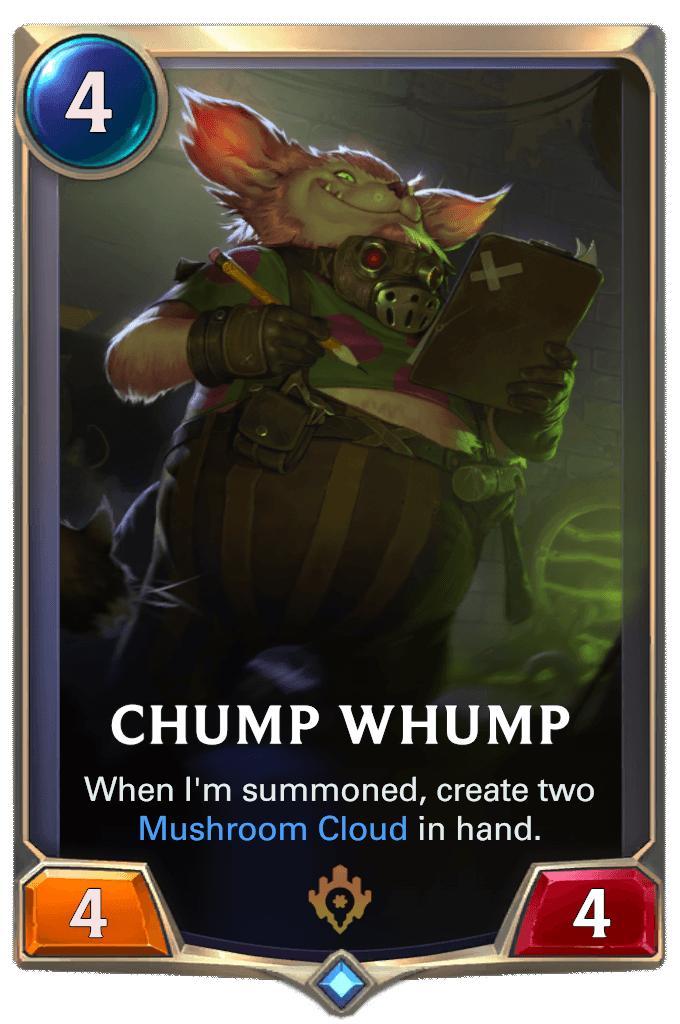 4
CHUMP WHUMP
When I'm summoned, create two
Mushroom Cloud in hand.
4
4